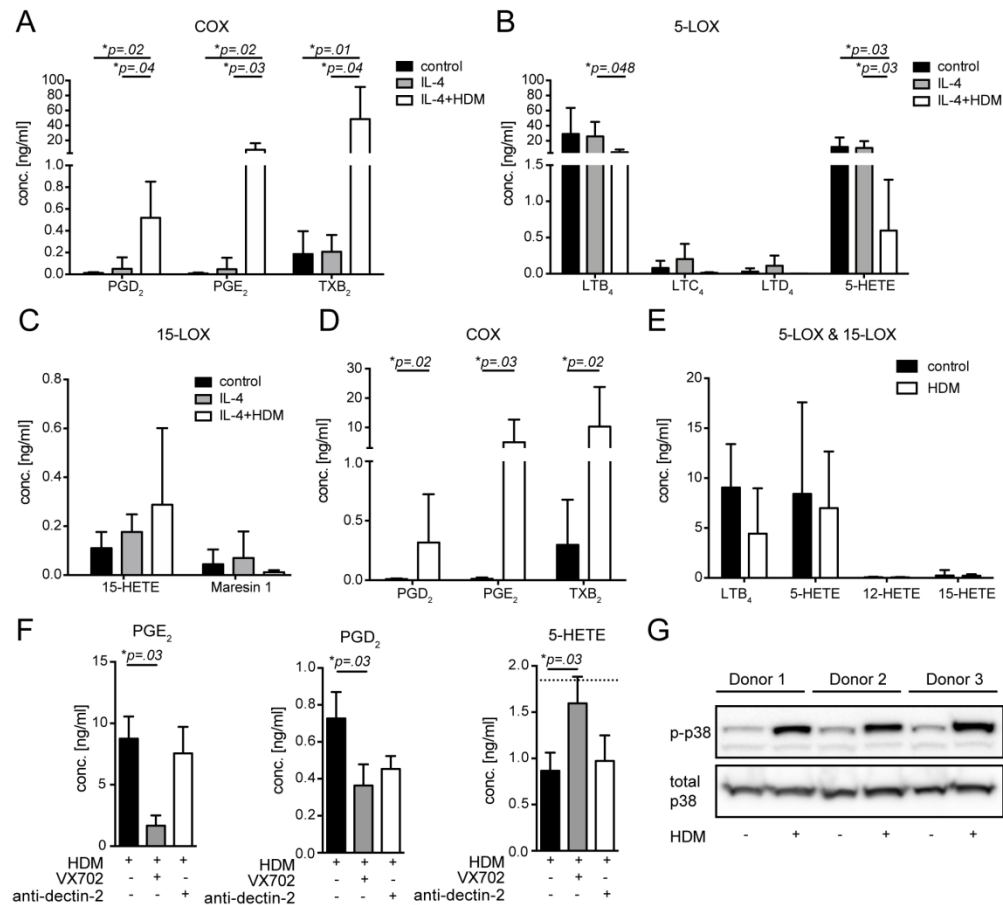 A
COX
*p=.02 *p=.02 *p=.01
*p=.04 *p=.03 *p=.04
control
IL-4
IL-4+HDM
conc. [ng/ml]
100
80
60
40
20
1.0
0.8
0.6
0.4
0.2
0.0
PGD2 PGE2 TXB2
B
5-LOX
*p=.03
*p=.048 *p=.03
control
IL-4
IL-4+HDM
conc. [ng/ml]
100
80
60
40
20
1.5
1.0
0.5
0.0
LTB4 LTC4 LTD4 5-HETE
C
15-LOX
control
IL-4
IL-4+HDM
conc. [ng/ml]
0.8
0.6
0.4
0.2
0.0
15-HETE Maresin 1
D
COX
*p=.02 *p=.03 *p=.02
conc. [ng/ml]
30
20
10
1.0
0.5
0.0
PGD2 PGE2 TXB2
E
5-LOX & 15-LOX
control
HDM
conc. [ng/ml]
20
15
10
5
0
LTB4 5-HETE 12-HETE 15-HETE
F
PGE2
*p=.03
conc. [ng/ml]
15
10
5
0
HDM + + +
VX702 - + -
anti-dectin-2 - - +
PGD2
*p=.03
conc. [ng/ml]
1.0
0.8
0.6
0.4
0.2
0.0
HDM + + +
VX702 - + -
anti-dectin-2 - - +
5-HETE
*p=.03
conc. [ng/ml]
2.0
1.5
1.0
0.5
0.0
HDM + + +
VX702 - + -
anti-dectin-2 - - +
G
Donor 1 Donor 2 Donor 3
p-p38
total
p38
HDM - + - + - +